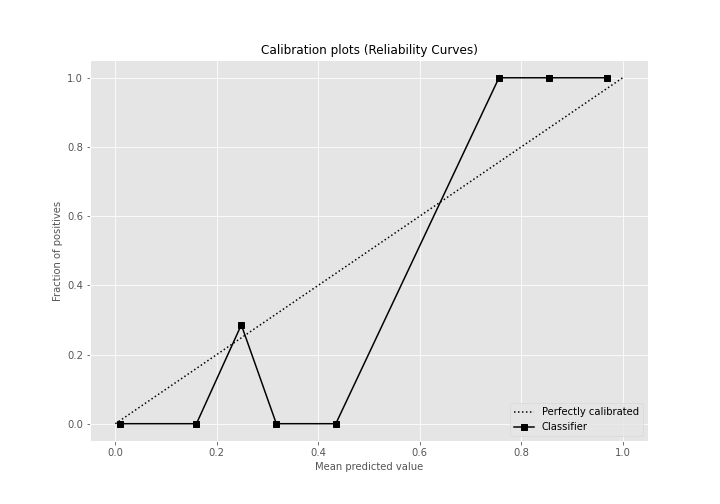 Calibration plots (Reliability Curves)
1.0
0.8
0.6
0.4
0.2
0.0
Fraction of positives
0.0 0.2 0.4 0.6 0.8 1.0
Mean predicted value
Perfectly calibrated
Classifier